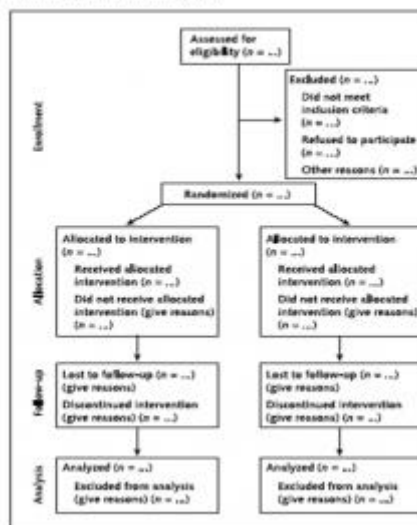 Assessed for
eligibility (n = ...)
Excluded (n = ...)
Did not meet
inclusion criteria
(n = ...)
Refused to participate
(n = ...)
Other reasons (n = ...)
Enrollment
Randomized (n = ...)
Allocated to intervention
(n = ...)
Received allocated
intervention (n = ...)
Did not receive allocated
intervention (give reasons)
(n = ...)
Allocated to intervention
(n = ...)
Received allocated
intervention (n = ...)
Did not receive allocated
intervention (give reasons)
(n = ...)
Allocation
Lost to follow-up (n = ...)
(give reasons)
Discontinued intervention
(give reasons) (n = ...)
Lost to follow-up (n = ...)
(give reasons)
Discontinued intervention
(give reasons) (n = ...)
Follow-up
Analyzed (n = ...)
Excluded from analysis
(give reasons) (n = ...)
Analyzed (n = ...)
Excluded from analysis
(give reasons) (n = ...)
Analysis